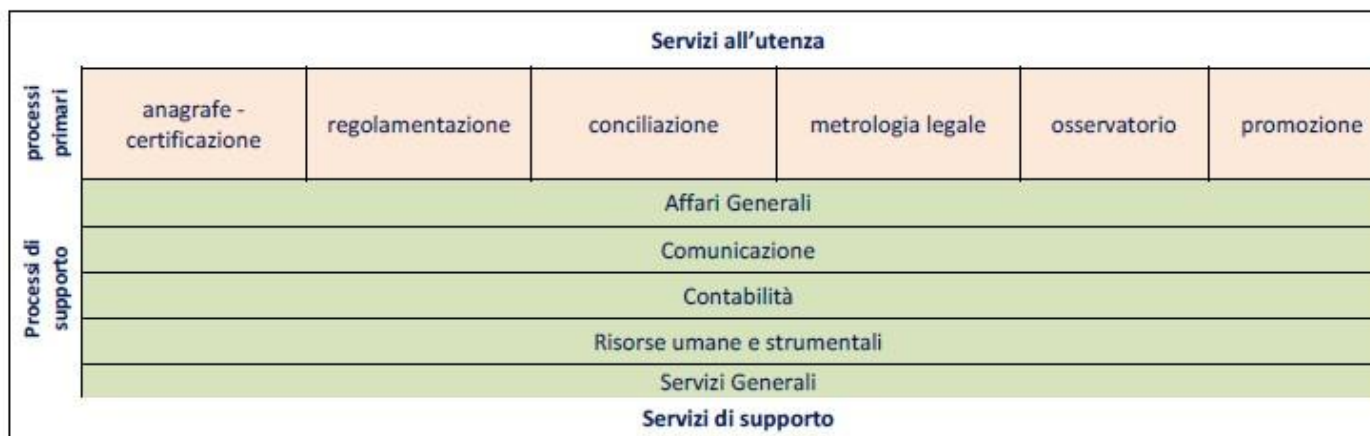 Servizi all'utenza
processi
primari
anagrafe -
certificazione
regolamentazione
conciliazione
metrologia legale
osservatorio
promozione
Processi di
supporto
Affari Generali
Comunicazione
Contabilità
Risorse umane e strumentali
Servizi Generali
Servizi di supporto